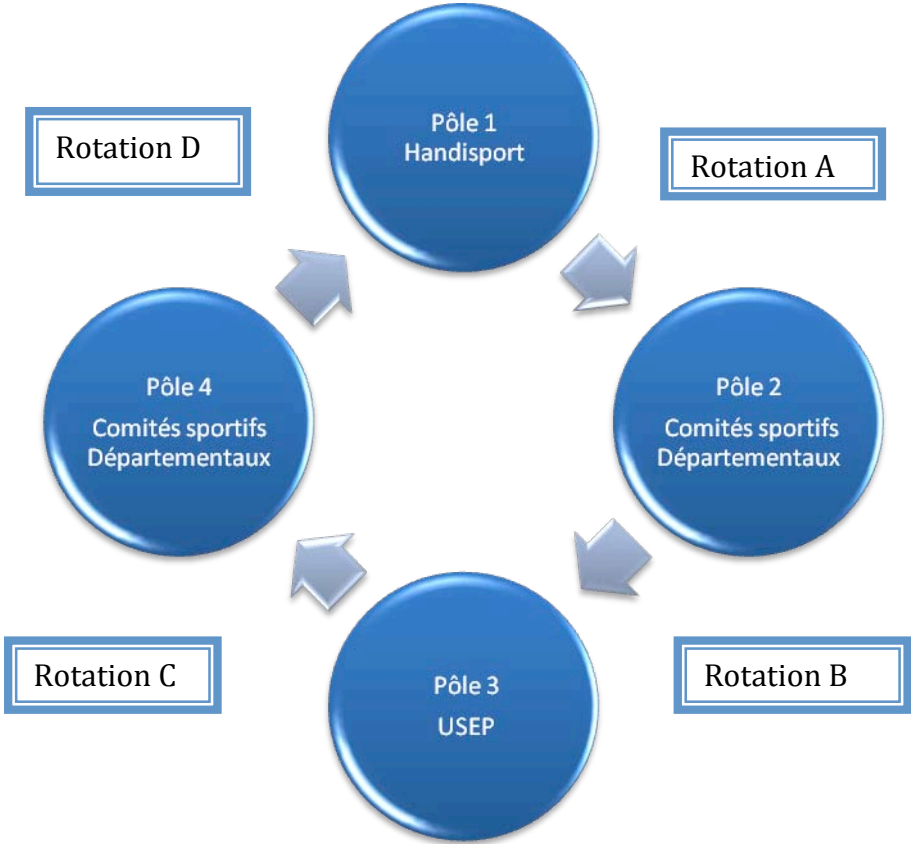 Pôle 1
Handisport
Rotation D
Rotation A
Pôle 4
Comités sportifs
Départementaux
Pôle 2
Comités sportifs
Départementaux
Rotation C
Rotation B
Pôle 3
USEP